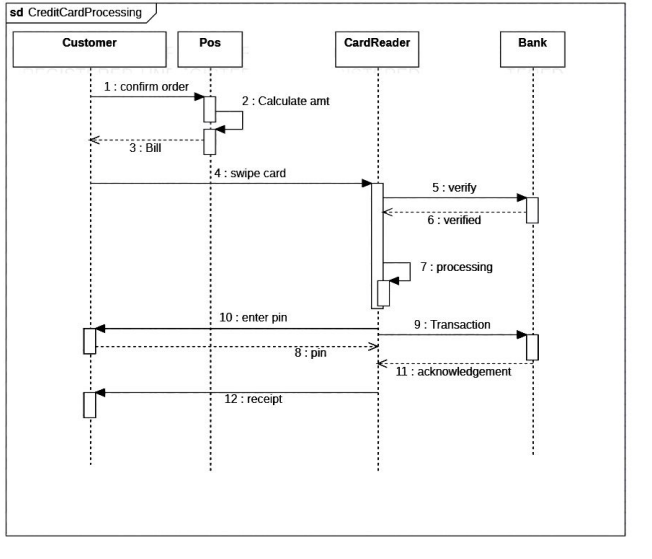 sd CreditCardProcessing
Customer
Pos
CardReader
Bank
1 : confirm order
2 : Calculate amt
3 : Bill
4 : swipe card
5 : verify
6 : verified
7 : processing
10 : enter pin
9 : Transaction
8 : pin
11 : acknowledgement
12 : receipt